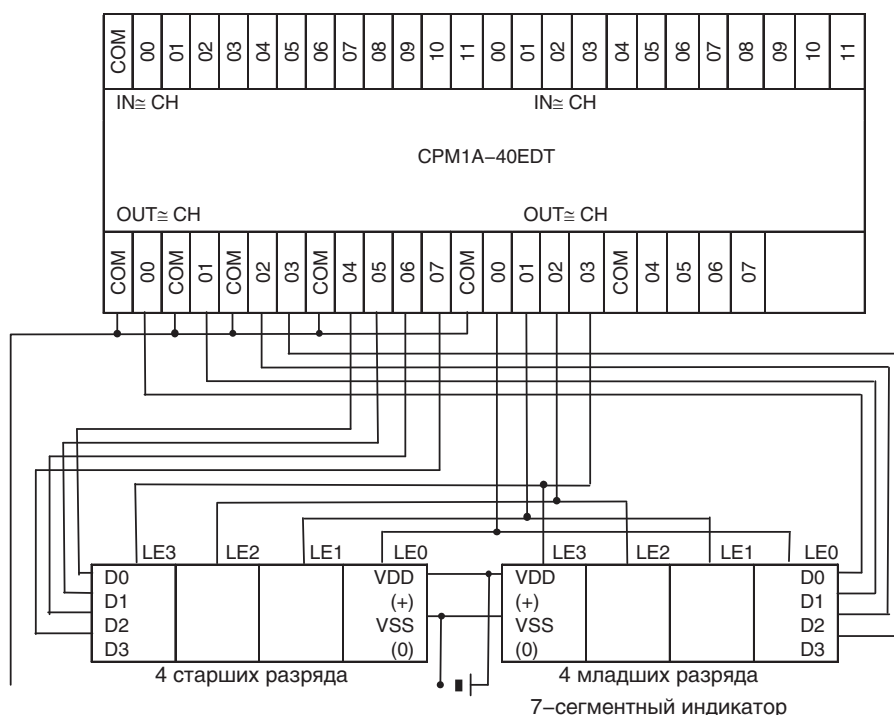 COM 00 01 02 03 04 05 06 07 08 09 10 11 00 01 02 03 04 05 06 07 08 09 10 11
IN≅ CH IN≅ CH
CPM1A−40EDT
OUT≅ CH OUT≅ CH
COM 00 COM 01 COM 02 03 COM 04 05 06 07 COM 00 01 02 03 COM 04 05 06 07
LE3 LE2 LE1 LE0 LE3 LE2 LE1 LE0
D0 VDD VDD D0
D1 (+) (+) D1
D2 VSS VSS D2
D3 (0) (0) D3
4 старших разряда 4 младших разряда
7−сегментный индикатор